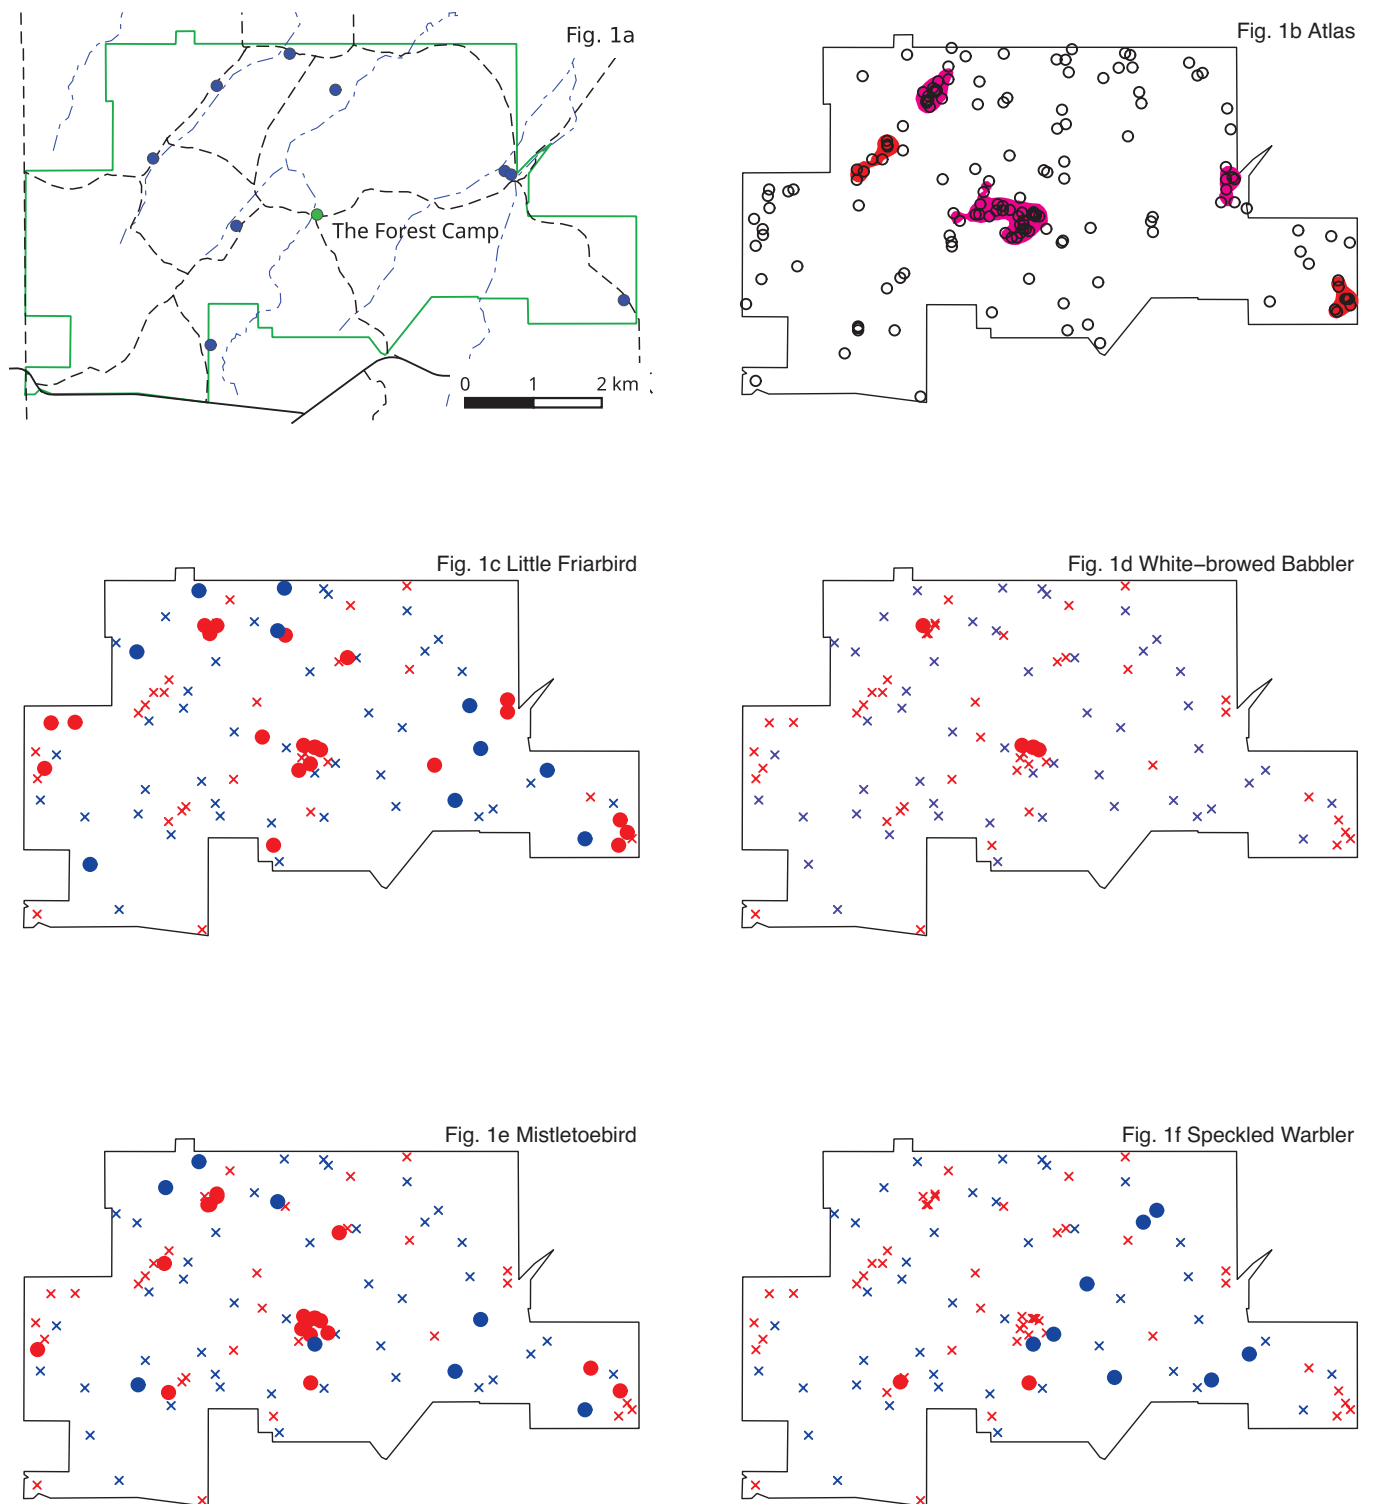 Fig. 1a
Fig. 1b Atlas
The Forest Camp
0 1 2 km
Fig. 1c Little Friarbird
Fig. 1d White–browed Babbler
Fig. 1e Mistletoebird
Fig. 1f Speckled Warbler